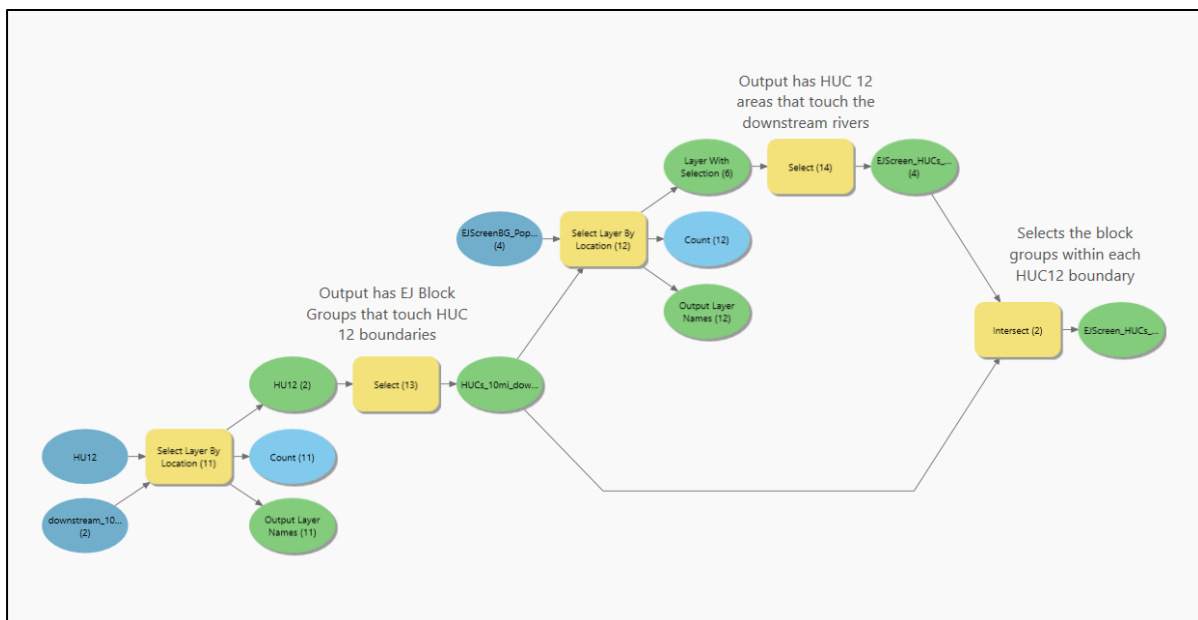 Output has HUC 12
areas that touch the
downstream rivers
Layer With
Selection (6)
Select (14)
EJScreen_HUCs_...
(4)
EJScreenBG_Pop...
(4)
Select Layer By
Location (12)
Count (12)
Output Layer
Names (12)
Selects the block
groups within each
HUC12 boundary
Intersect (2)
EJScreen_HUCs_...
Output has EJ Block
Groups that touch HUC
12 boundaries
HU12 (2)
Select (13)
HUCs_10mi_dow...
HU12
Select Layer By
Location (11)
Count (11)
downstream_10...
(2)
Output Layer
Names (11)